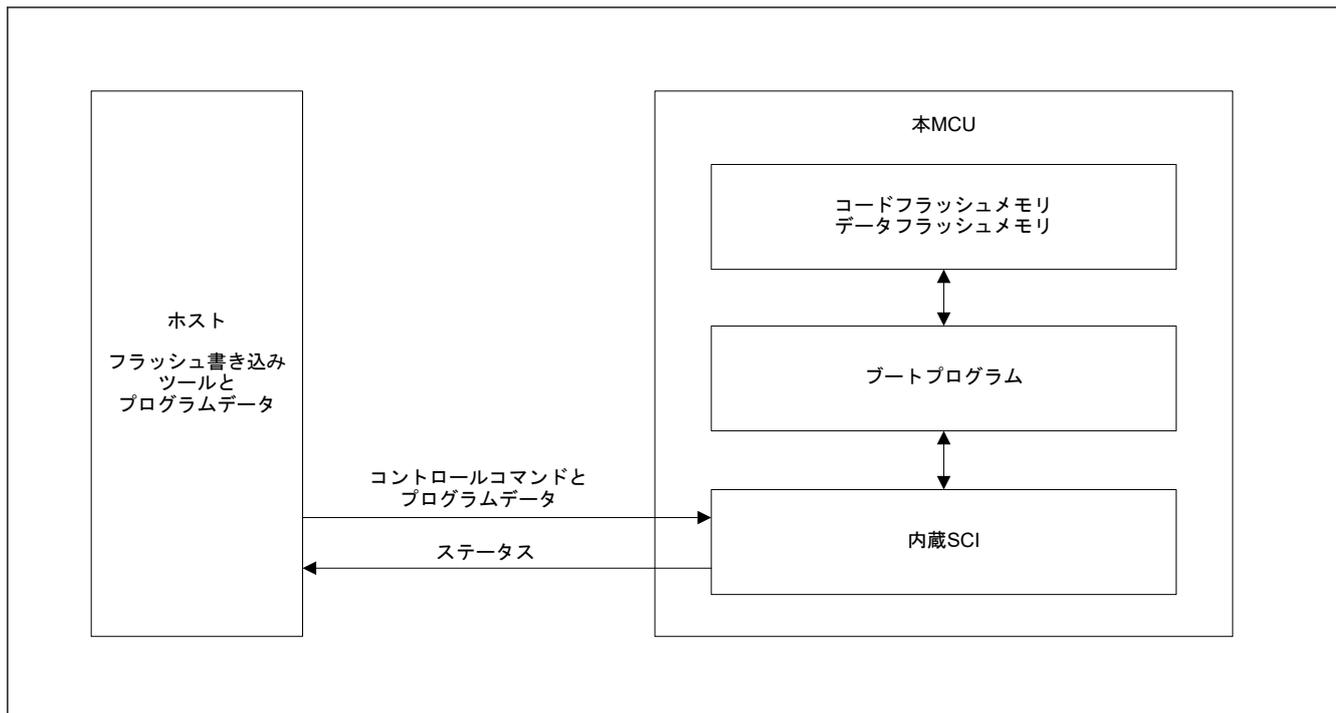 ホスト
フラッシュ書き込み
ツールと
プログラムデータ
コントロールコマンドと
プログラムデータ
ステータス
本MCU
コードフラッシュメモリ
データフラッシュメモリ
ブートプログラム
内蔵SCI